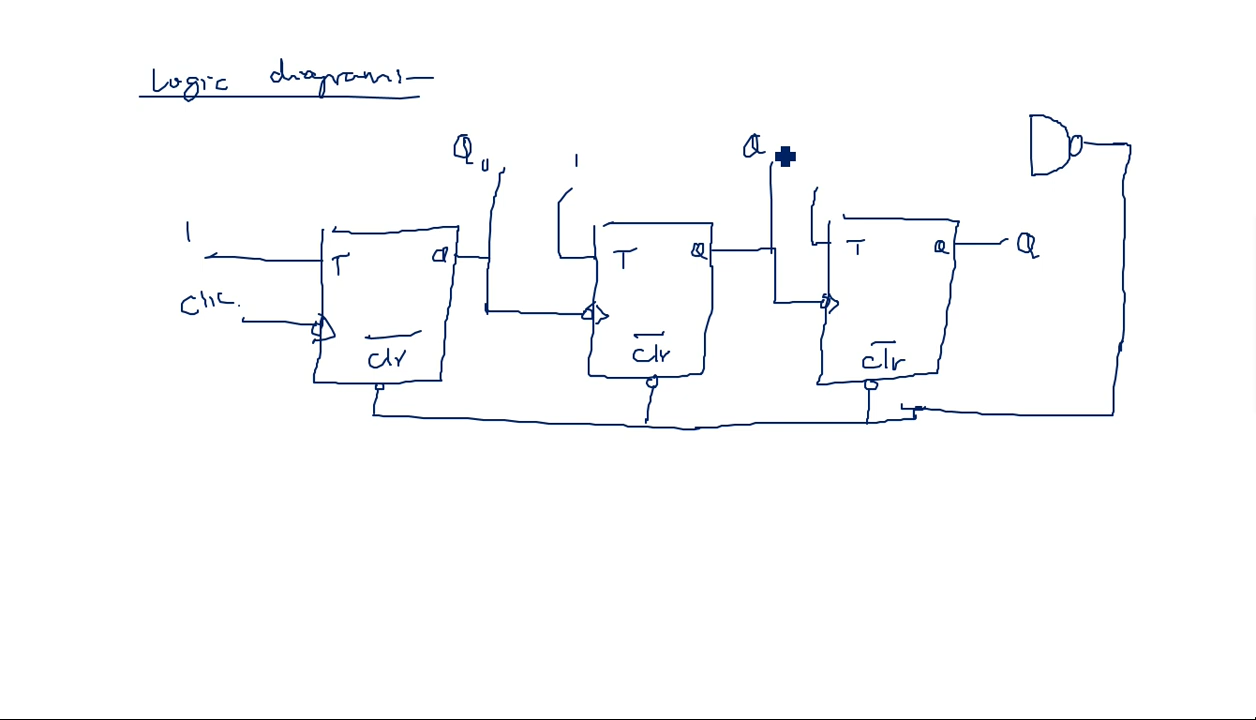 Logic diagram:-
Q0 1 Q
1 T Q T Q T Q Q
Clk.
Clr Clr Clr